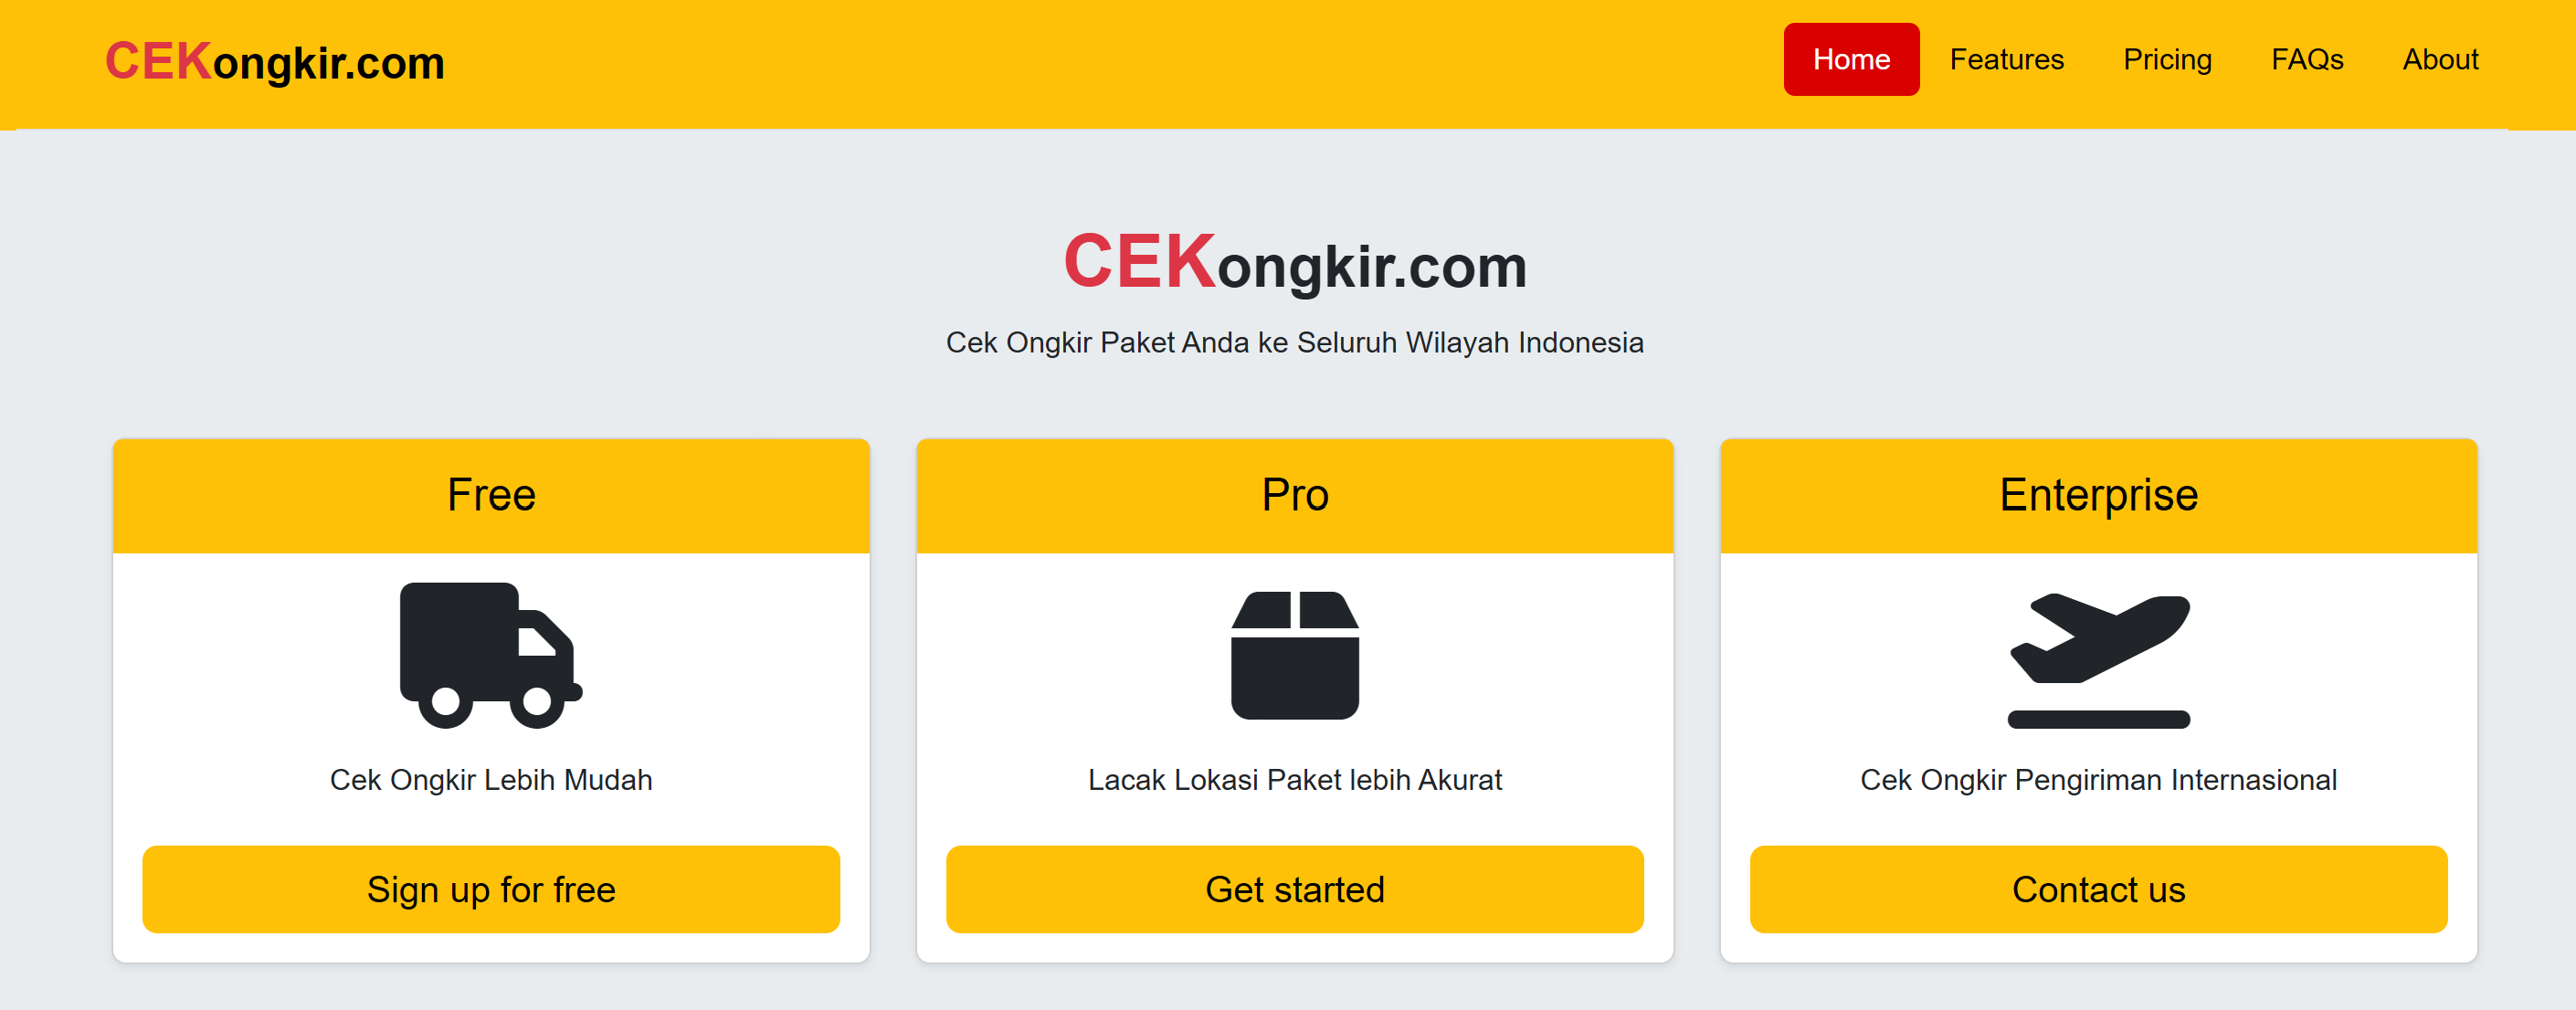 CEKongkir.com
Home Features Pricing FAQs About
CEKongkir.com
Cek Ongkir Paket Anda ke Seluruh Wilayah Indonesia
Free
Cek Ongkir Lebih Mudah
Sign up for free
Pro
Lacak Lokasi Paket lebih Akurat
Get started
Enterprise
Cek Ongkir Pengiriman Internasional
Contact us